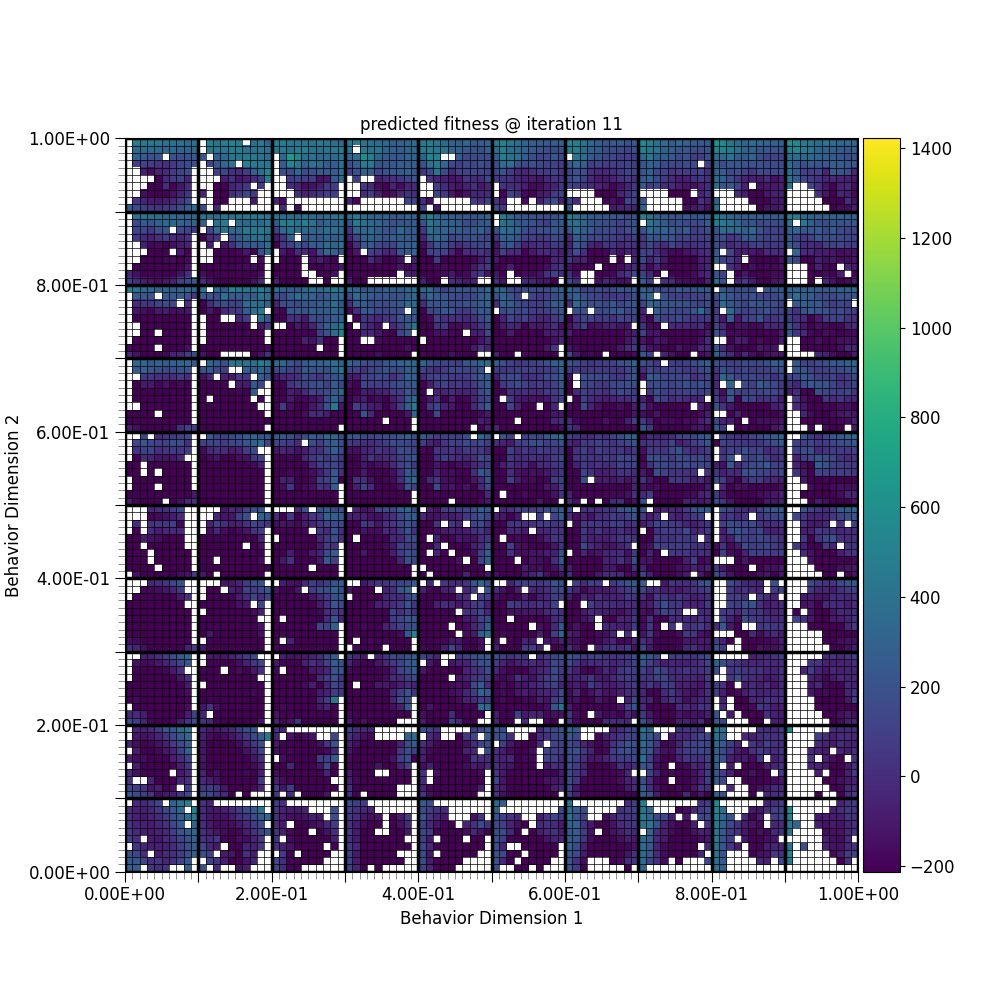 predicted fitness @ iteration 11
1.00E+00
8.00E-01
6.00E-01
4.00E-01
2.00E-01
0.00E+00
Behavior Dimension 2
0.00E+00 2.00E-01 4.00E-01 6.00E-01 8.00E-01 1.00E+00
Behavior Dimension 1
1400
1200
1000
800
600
400
200
0
−200